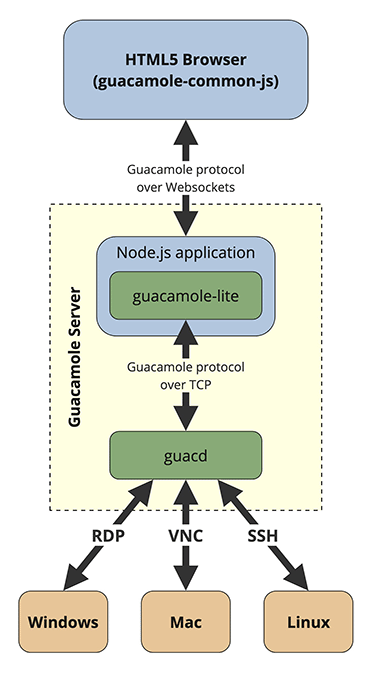 HTML5 Browser
(guacamole-common-js)
Guacamole protocol
over Websockets
Guacamole Server
Node.js application
guacamole-lite
Guacamole protocol
over TCP
guacd
RDP
VNC
SSH
Windows
Mac
Linux